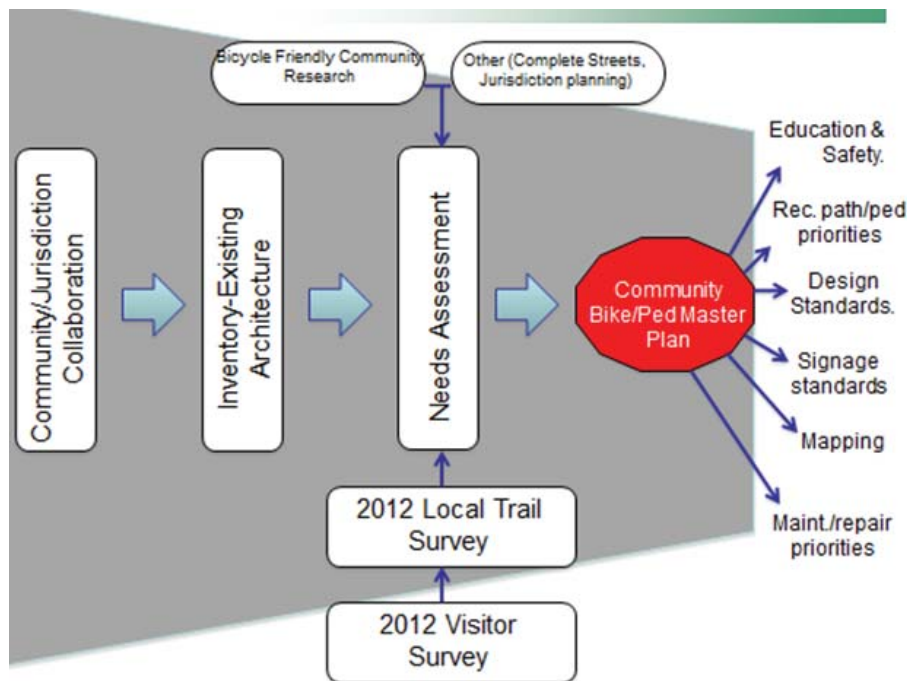 Bicycle Friendly Community
Research
Other (Complete Streets,
Jurisdiction planning)
Community/Jurisdiction
Collaboration
Inventory-Existing
Architecture
Needs Assessment
Community
Bike/Ped Master
Plan
Education &
Safety.
Rec. path/ped
priorities
Design
Standards.
Signage
standards
Mapping
Maint./repair
priorities
2012 Local Trail
Survey
2012 Visitor
Survey